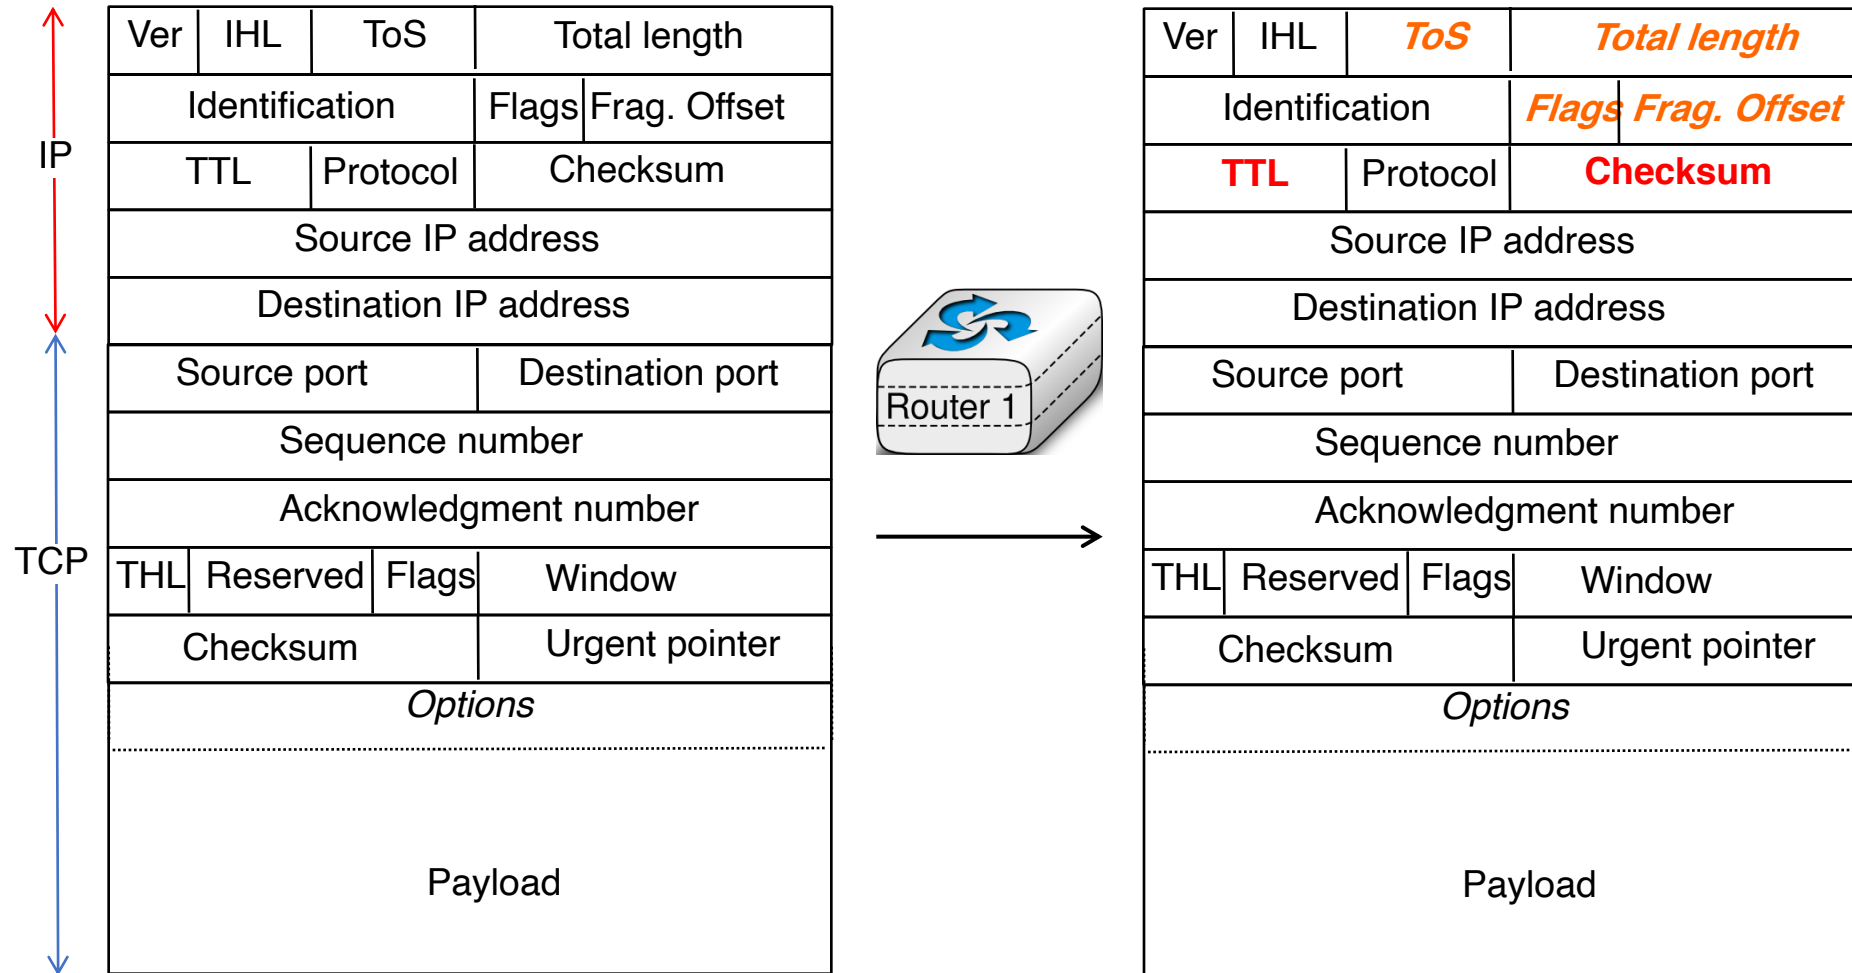 Ver IHL ToS Total length
Identification Flags Frag. Offset
IP
TTL Protocol Checksum
Source IP address
Destination IP address
Source port Destination port
Sequence number
Acknowledgment number
TCP
THL Reserved Flags Window
Checksum Urgent pointer
Options
Payload
Router 1
Ver IHL ToS Total length
Identification Flags Frag. Offset
TTL Protocol Checksum
Source IP address
Destination IP address
Source port Destination port
Sequence number
Acknowledgment number
THL Reserved Flags Window
Checksum Urgent pointer
Options
Payload